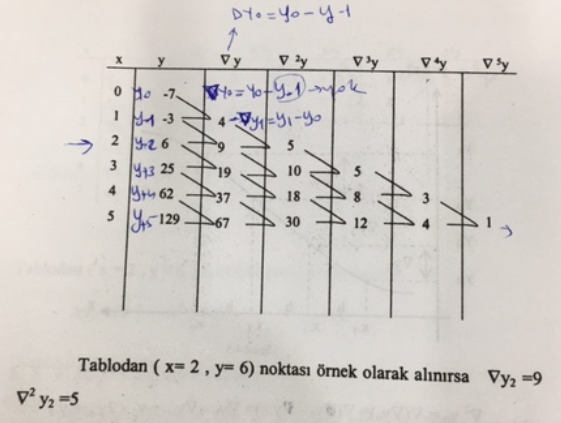 ∇y₀ = y₀ - y-1
x y ∇ y ∇ ²y ∇ ³y ∇ ⁴y ∇ ⁵y
0 y₀ -7 ∇y₀ = y₀ - y-1 → yok
1 y1 -3 4 → ∇y₁ = y₁ - y₀
2 y2 6 9 5
3 y3 25 19 10 5
4 y4 62 37 18 8 3
5 y5 129 67 30 12 4 1
Tablodan ( x= 2 , y= 6) noktası örnek olarak alınırsa ∇y₂ =9
∇² y₂ =5